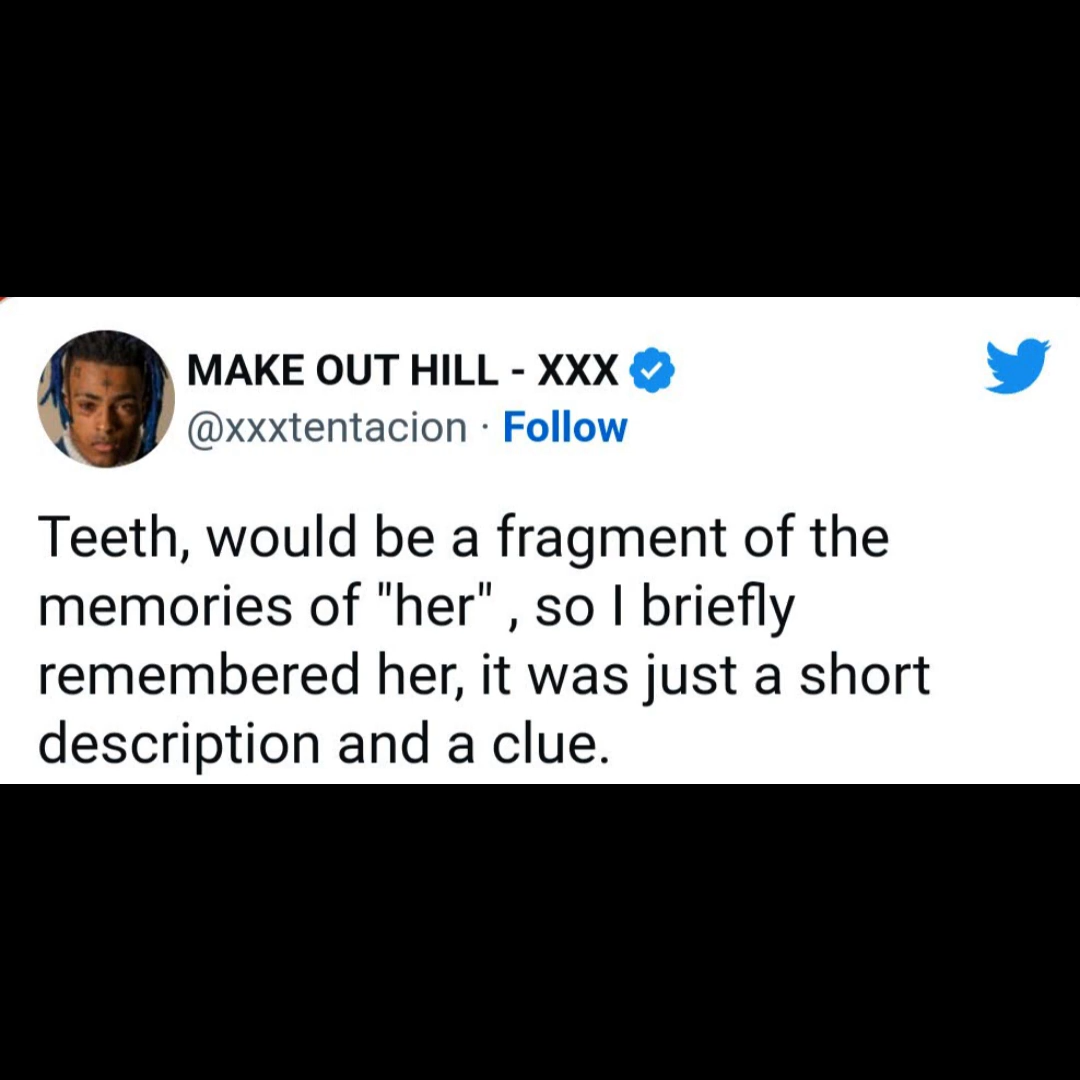 MAKE OUT HILL - XXX
@xxxtentacion · Follow
Teeth, would be a fragment of the
memories of "her" , so I briefly
remembered her, it was just a short
description and a clue.